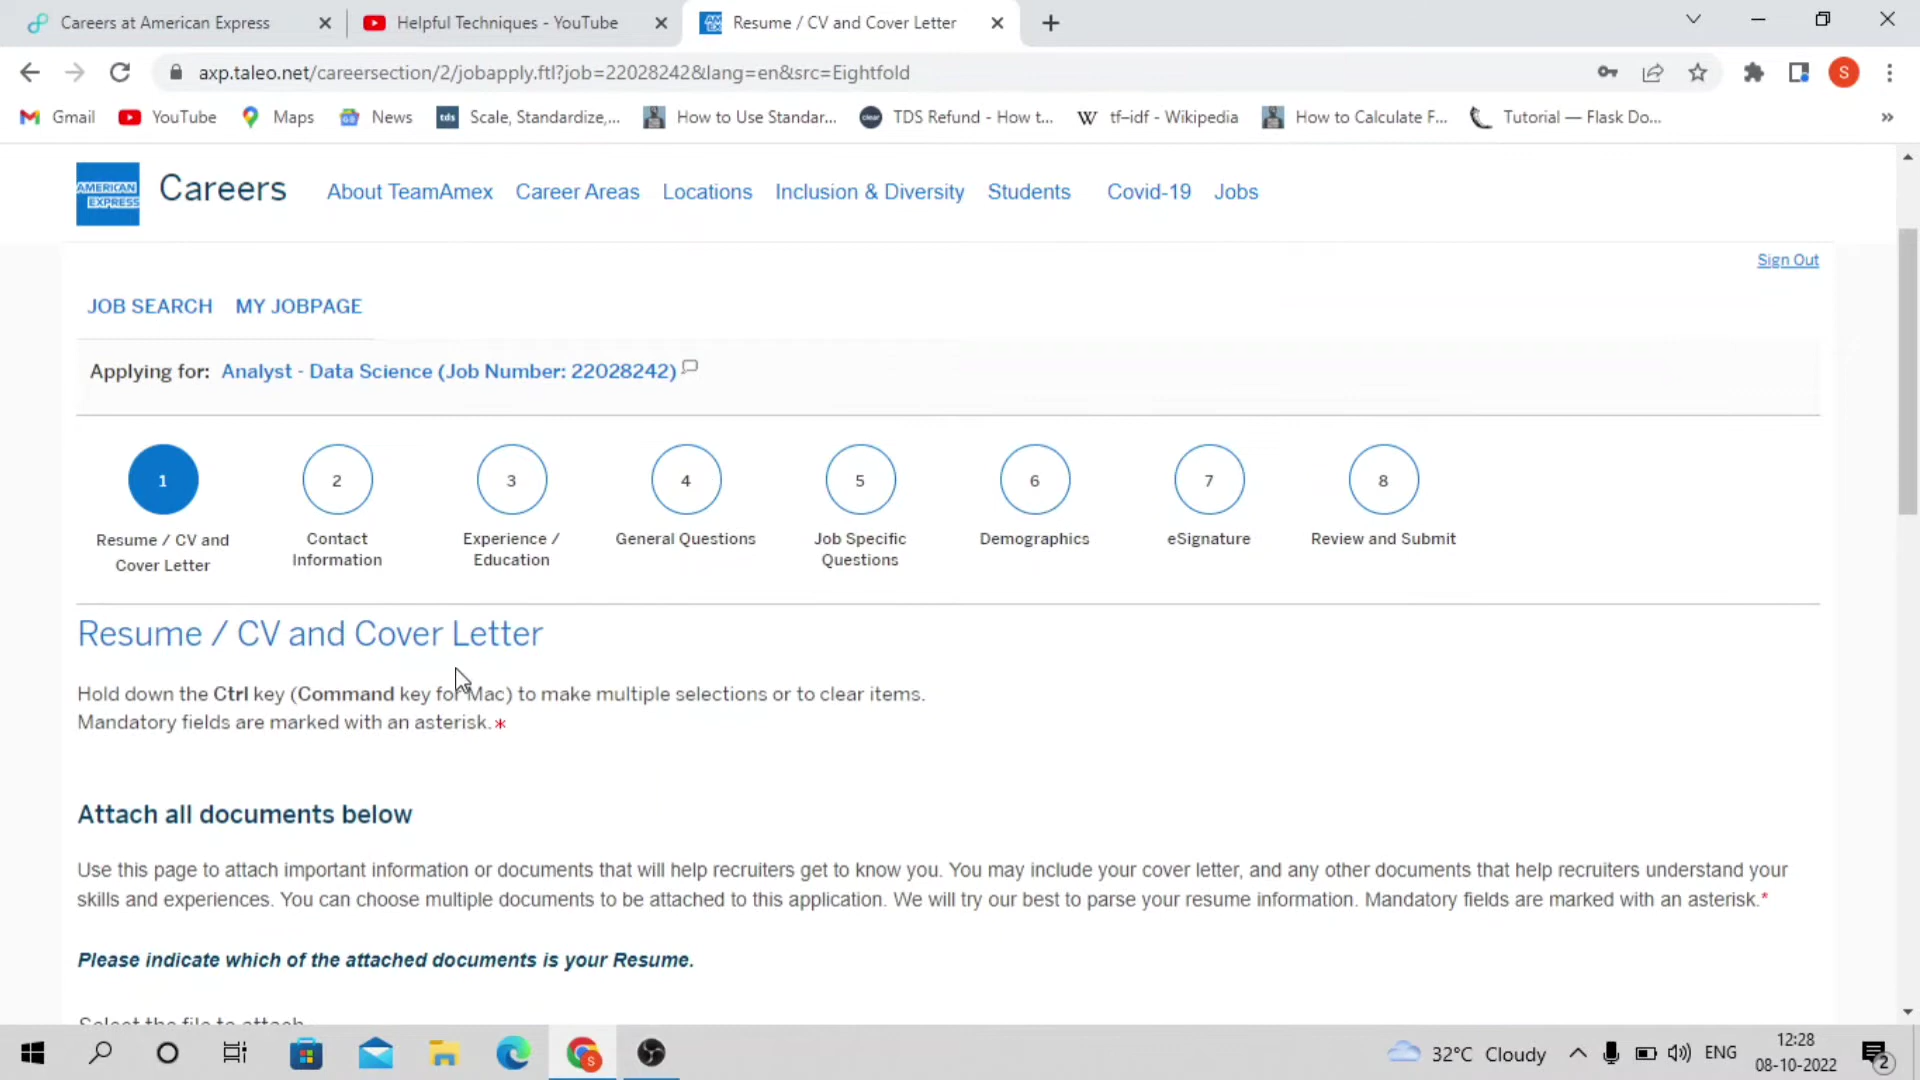 Careers at American Express
Helpful Techniques - YouTube
Resume / CV and Cover Letter
axp.taleo.net/careersection/2/jobapply.ftl?job=22028242&lang=en&src=Eightfold
S
Gmail
YouTube
Maps
News
tds Scale, Standardize,...
How to Use Standar...
clear TDS Refund - How t...
W tf–idf - Wikipedia
How to Calculate F...
Tutorial — Flask Do...
AMERICAN EXPRESS
Careers
About TeamAmex Career Areas Locations Inclusion & Diversity Students Covid-19 Jobs
Sign Out
JOB SEARCH MY JOBPAGE
Applying for: Analyst - Data Science (Job Number: 22028242)
1 2 3 4 5 6 7 8
Resume / CV and Cover Letter
Contact Information
Experience / Education
General Questions
Job Specific Questions
Demographics
eSignature
Review and Submit
Resume / CV and Cover Letter
Hold down the Ctrl key (Command key for Mac) to make multiple selections or to clear items.
Mandatory fields are marked with an asterisk. *
Attach all documents below
Use this page to attach important information or documents that will help recruiters get to know you. You may include your cover letter, and any other documents that help recruiters understand your
skills and experiences. You can choose multiple documents to be attached to this application. We will try our best to parse your resume information. Mandatory fields are marked with an asterisk.*
Please indicate which of the attached documents is your Resume.
Select the file to attach
32°C Cloudy
ENG
12:28
08-10-2022
2